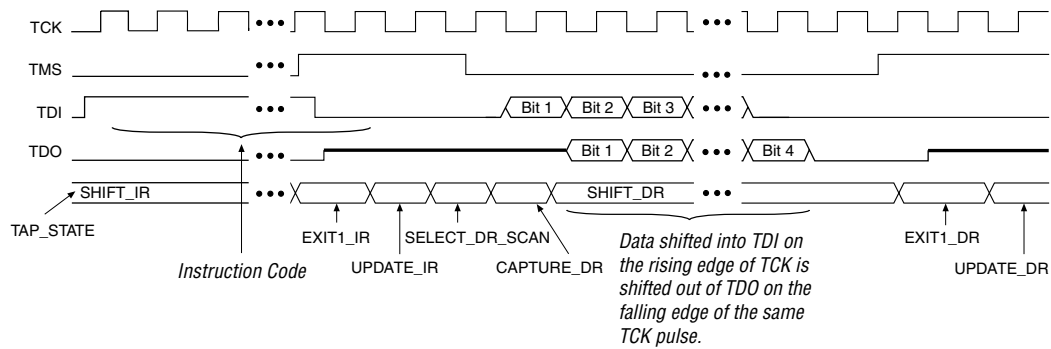 TCK
TMS
TDI
Bit 1 Bit 2 Bit 3
TDO
Bit 1 Bit 2 Bit 4
SHIFT_IR SHIFT_DR
TAP_STATE
EXIT1_IR SELECT_DR_SCAN EXIT1_DR
Instruction Code
UPDATE_IR CAPTURE_DR UPDATE_DR
Data shifted into TDI on
the rising edge of TCK is
shifted out of TDO on the
falling edge of the same
TCK pulse.